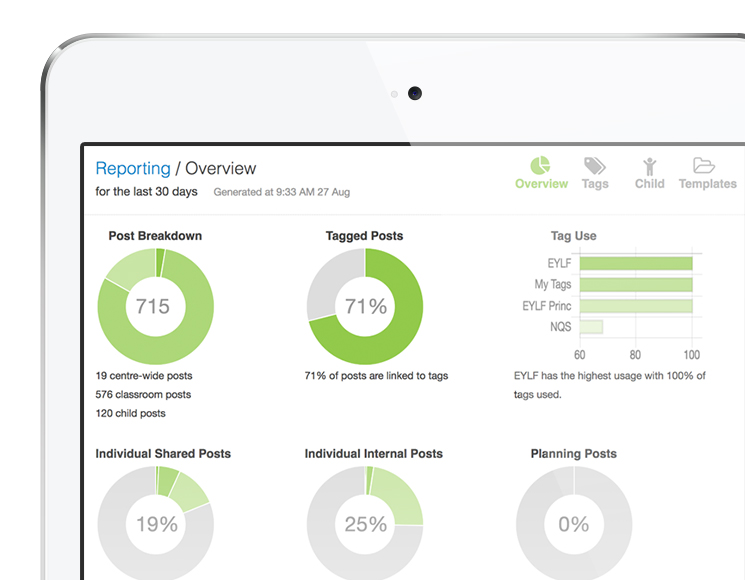 Reporting / Overview
for the last 30 days Generated at 9:33 AM 27 Aug
Overview Tags Child Templates
Post Breakdown
715
19 centre-wide posts
576 classroom posts
120 child posts
Tagged Posts
71%
71% of posts are linked to tags
Tag Use
EYLF
My Tags
EYLF Princ
NQS
60 80 100
EYLF has the highest usage with 100% of
tags used.
Individual Shared Posts
19%
Individual Internal Posts
25%
Planning Posts
0%